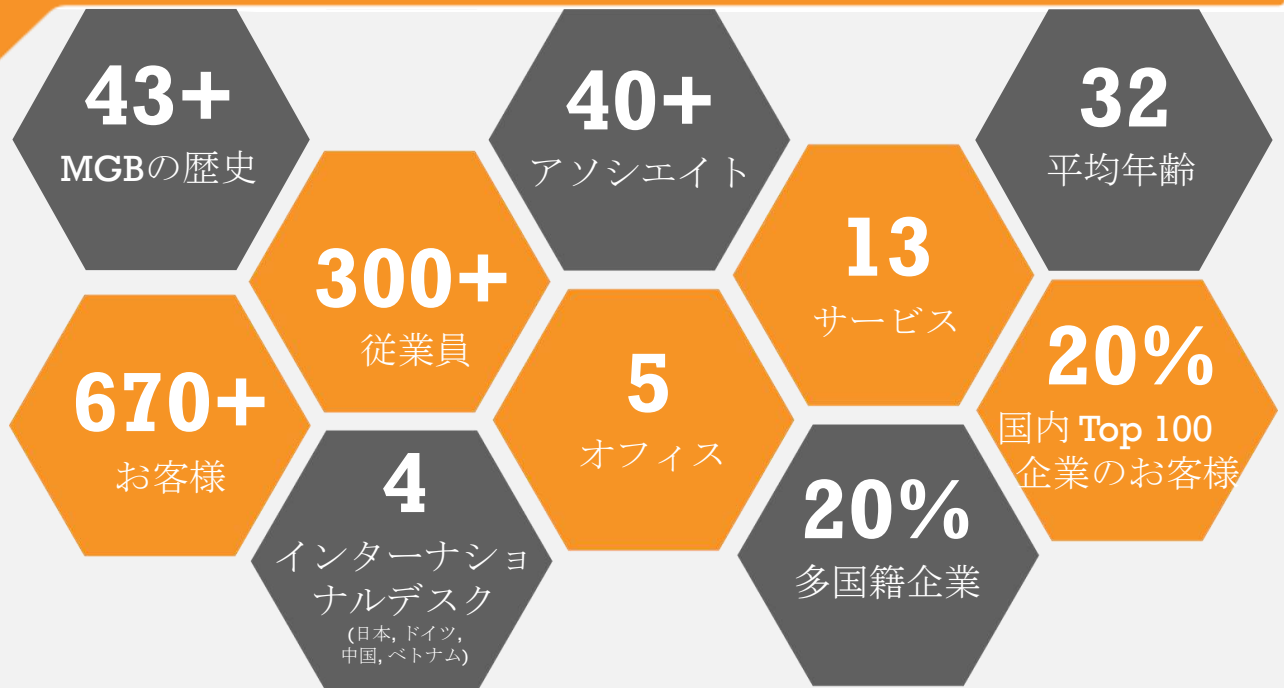 43+
MGBの歴史
40+
アソシエイト
32
平均年齢
300+
従業員
13
サービス
670+
お客様
5
オフィス
20%
国内 Top 100
企業のお客様
4
インターナショ
ナルデスク
(日本, ドイツ,
中国, ベトナム)
20%
多国籍企業